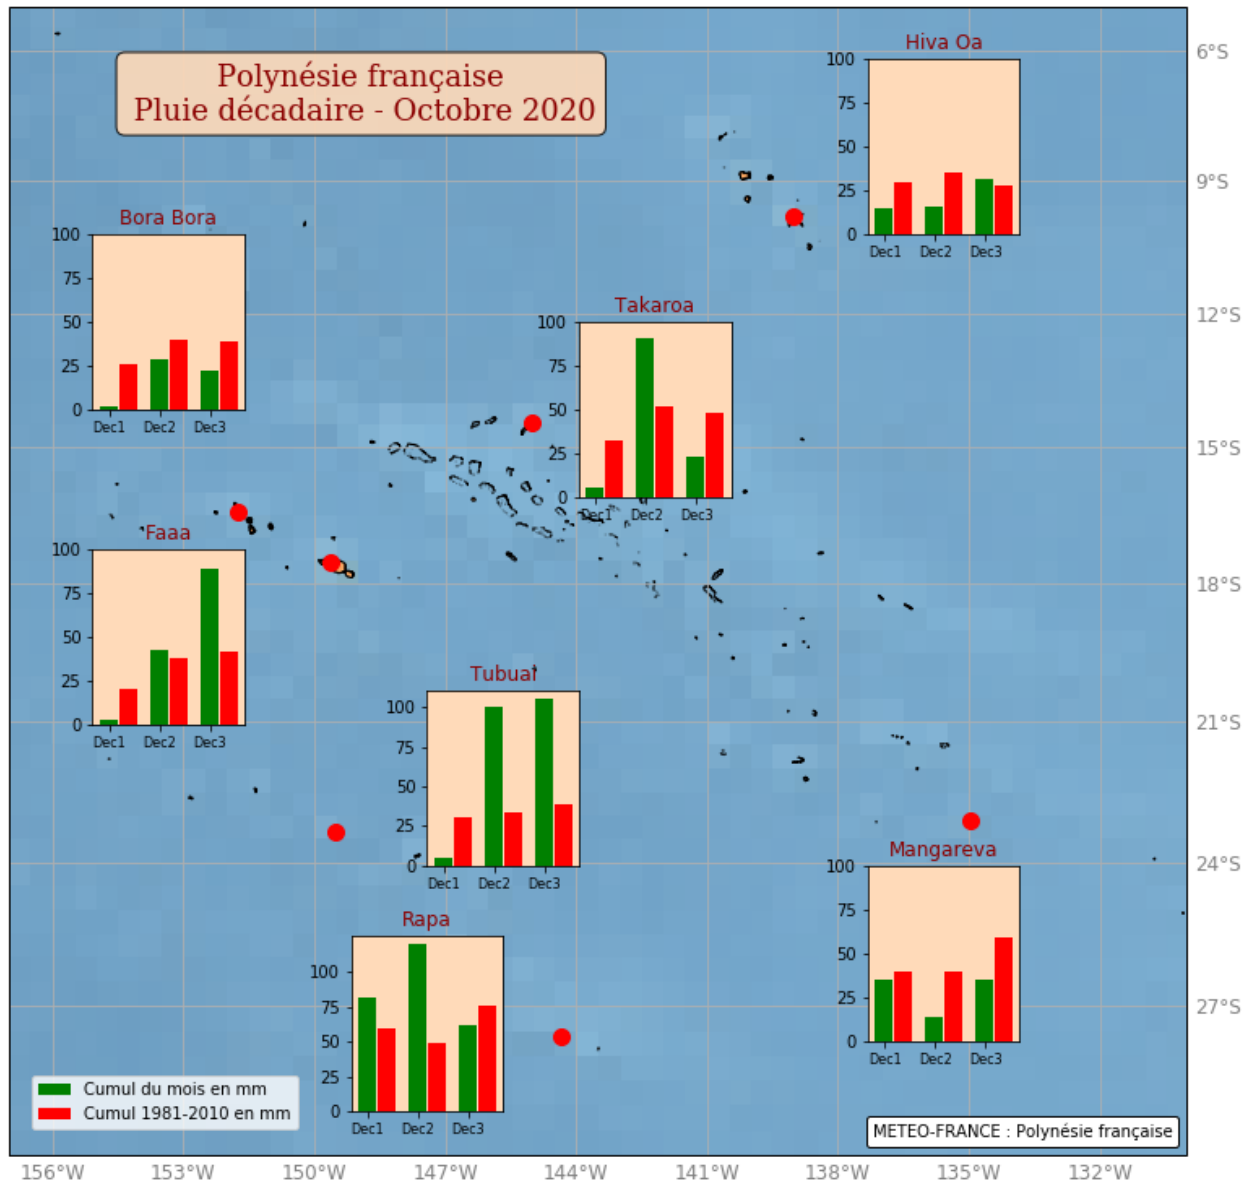 Polynésie française
Pluie décadaire - Octobre 2020
Hiva Oa
100
75
50
25
0
Dec1 Dec2 Dec3
6°S
9°S
12°S
15°S
18°S
21°S
24°S
27°S
Bora Bora
100
75
50
25
0
Dec1 Dec2 Dec3
Takaroa
100
75
50
25
0
Dec1 Dec2 Dec3
Faaa
100
75
50
25
0
Dec1 Dec2 Dec3
Tubuai
100
75
50
25
0
Dec1 Dec2 Dec3
Mangareva
100
75
50
25
0
Dec1 Dec2 Dec3
Rapa
100
75
50
25
0
Dec1 Dec2 Dec3
Cumul du mois en mm
Cumul 1981-2010 en mm
METEO-FRANCE : Polynésie française
156°W 153°W 150°W 147°W 144°W 141°W 138°W 135°W 132°W